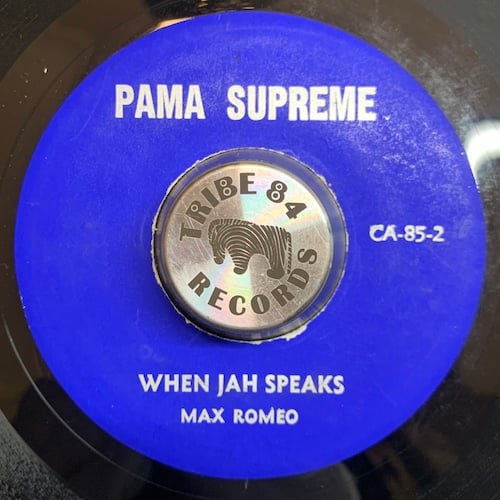 PAMA SUPREME
TRIBE 84
RECORDS
CA-85-2
WHEN JAH SPEAKS
MAX ROMEO